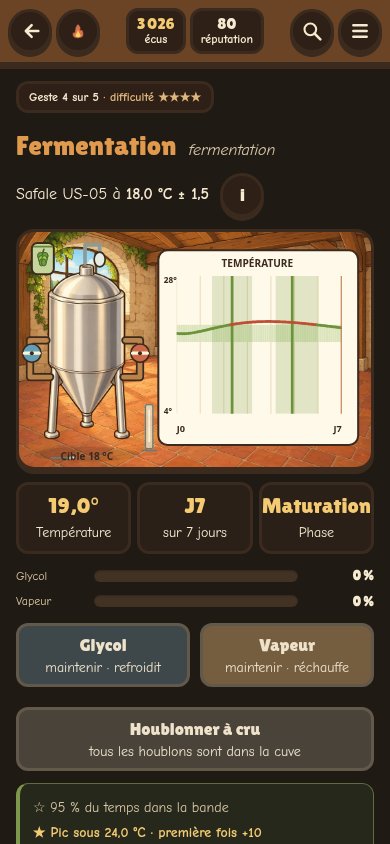 3 026
écus
80
réputation
Geste 4 sur 5 · difficulté ★★★★
Fermentation fermentation
Safale US-05 à 18,0 °C ± 1,5
i
TEMPÉRATURE
28°
4°
J0
J7
Cible 18 °C
19,0°
Température
J7
sur 7 jours
Maturation
Phase
Glycol
0 %
Vapeur
0 %
Glycol
maintenir · refroidit
Vapeur
maintenir · réchauffe
Houblonner à cru
tous les houblons sont dans la cuve
☆ 95 % du temps dans la bande
★ Pic sous 24,0 °C · première fois +10